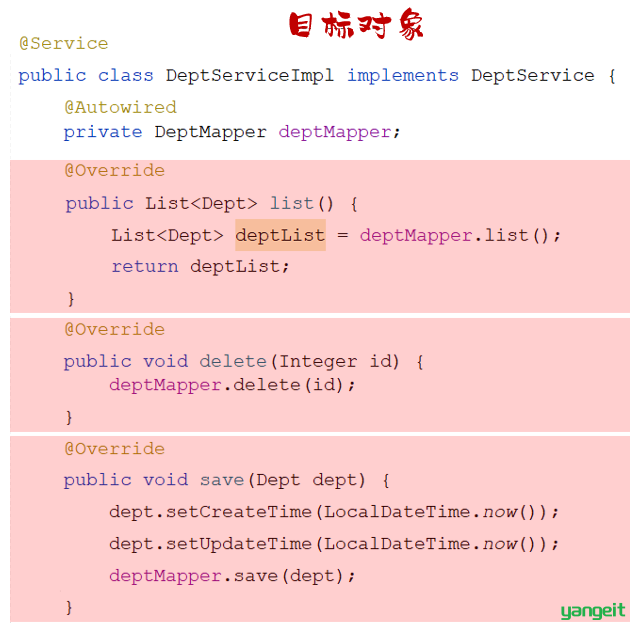 目标对象
@Service
public class DeptServiceImpl implements DeptService {
@Autowired
private DeptMapper deptMapper;
@Override
public List<Dept> list() {
List<Dept> deptList = deptMapper.list();
return deptList;
}
@Override
public void delete(Integer id) {
deptMapper.delete(id);
}
@Override
public void save(Dept dept) {
dept.setCreateTime(LocalDateTime.now());
dept.setUpdateTime(LocalDateTime.now());
deptMapper.save(dept);
}
yangeit